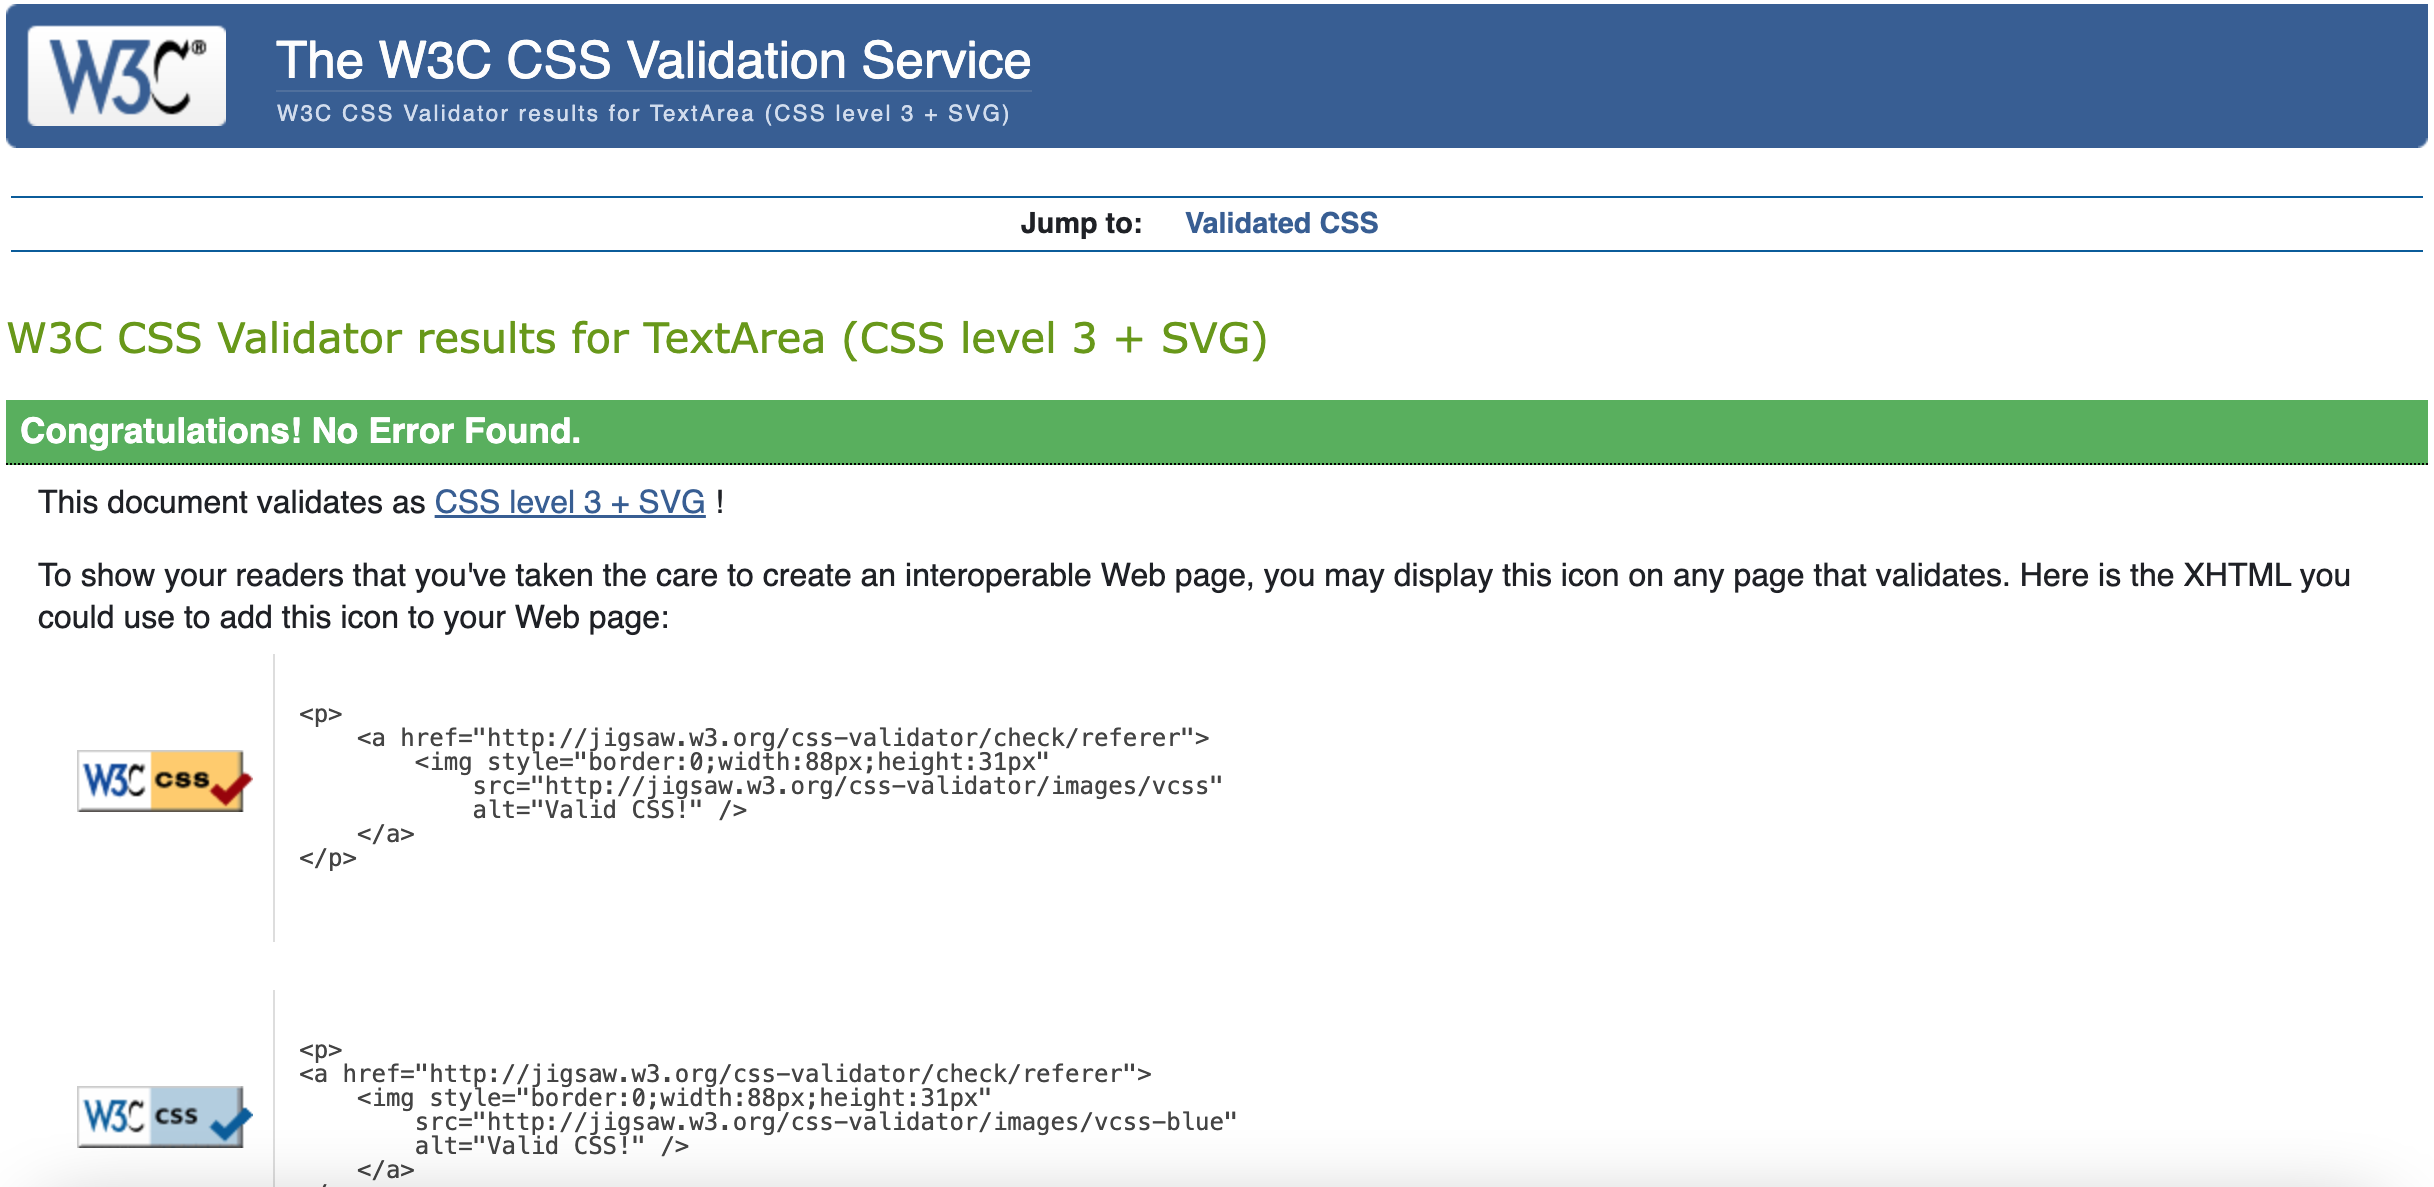 W3C®
The W3C CSS Validation Service
W3C CSS Validator results for TextArea (CSS level 3 + SVG)
Jump to: Validated CSS
W3C CSS Validator results for TextArea (CSS level 3 + SVG)
Congratulations! No Error Found.
This document validates as CSS level 3 + SVG !
To show your readers that you've taken the care to create an interoperable Web page, you may display this icon on any page that validates. Here is the XHTML you
could use to add this icon to your Web page:
W3C css
<p>
    <a href="http://jigsaw.w3.org/css-validator/check/referer">
        <img style="border:0;width:88px;height:31px"
            src="http://jigsaw.w3.org/css-validator/images/vcss"
            alt="Valid CSS!" />
    </a>
</p>
W3C css
<p>
<a href="http://jigsaw.w3.org/css-validator/check/referer">
    <img style="border:0;width:88px;height:31px"
        src="http://jigsaw.w3.org/css-validator/images/vcss-blue"
        alt="Valid CSS!" />
    </a>